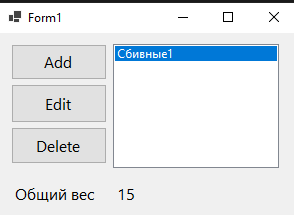 Form1
Add
Сбивные1
Edit
Delete
Общий вес 15